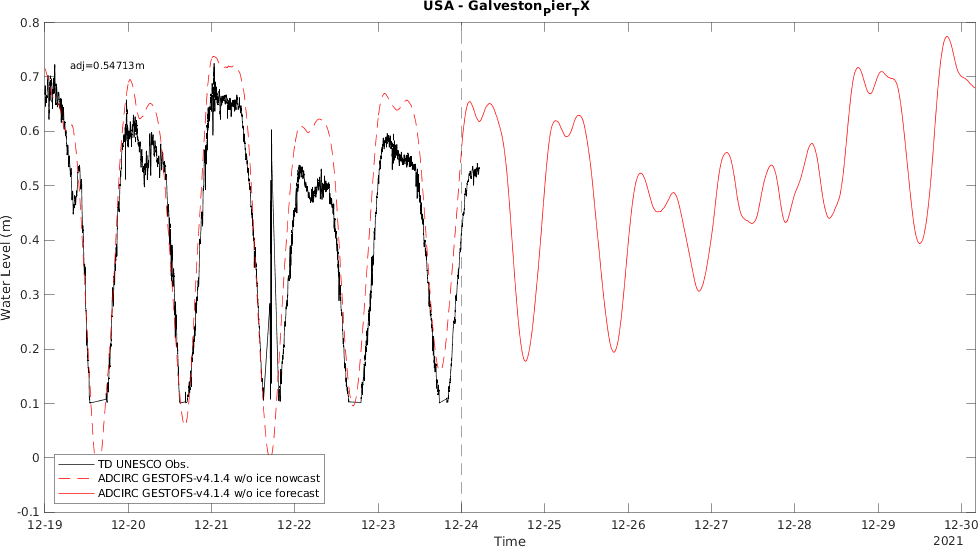 USA - GalvestonPierTX
0.8
adj=0.54713m
0.7
0.6
0.5
0.4
0.3
0.2
0.1
0
-0.1
Water Level (m)
TD UNESCO Obs.
ADCIRC GESTOFS-v4.1.4 w/o ice nowcast
ADCIRC GESTOFS-v4.1.4 w/o ice forecast
12-19 12-20 12-21 12-22 12-23 12-24 12-25 12-26 12-27 12-28 12-29 12-30
Time
2021